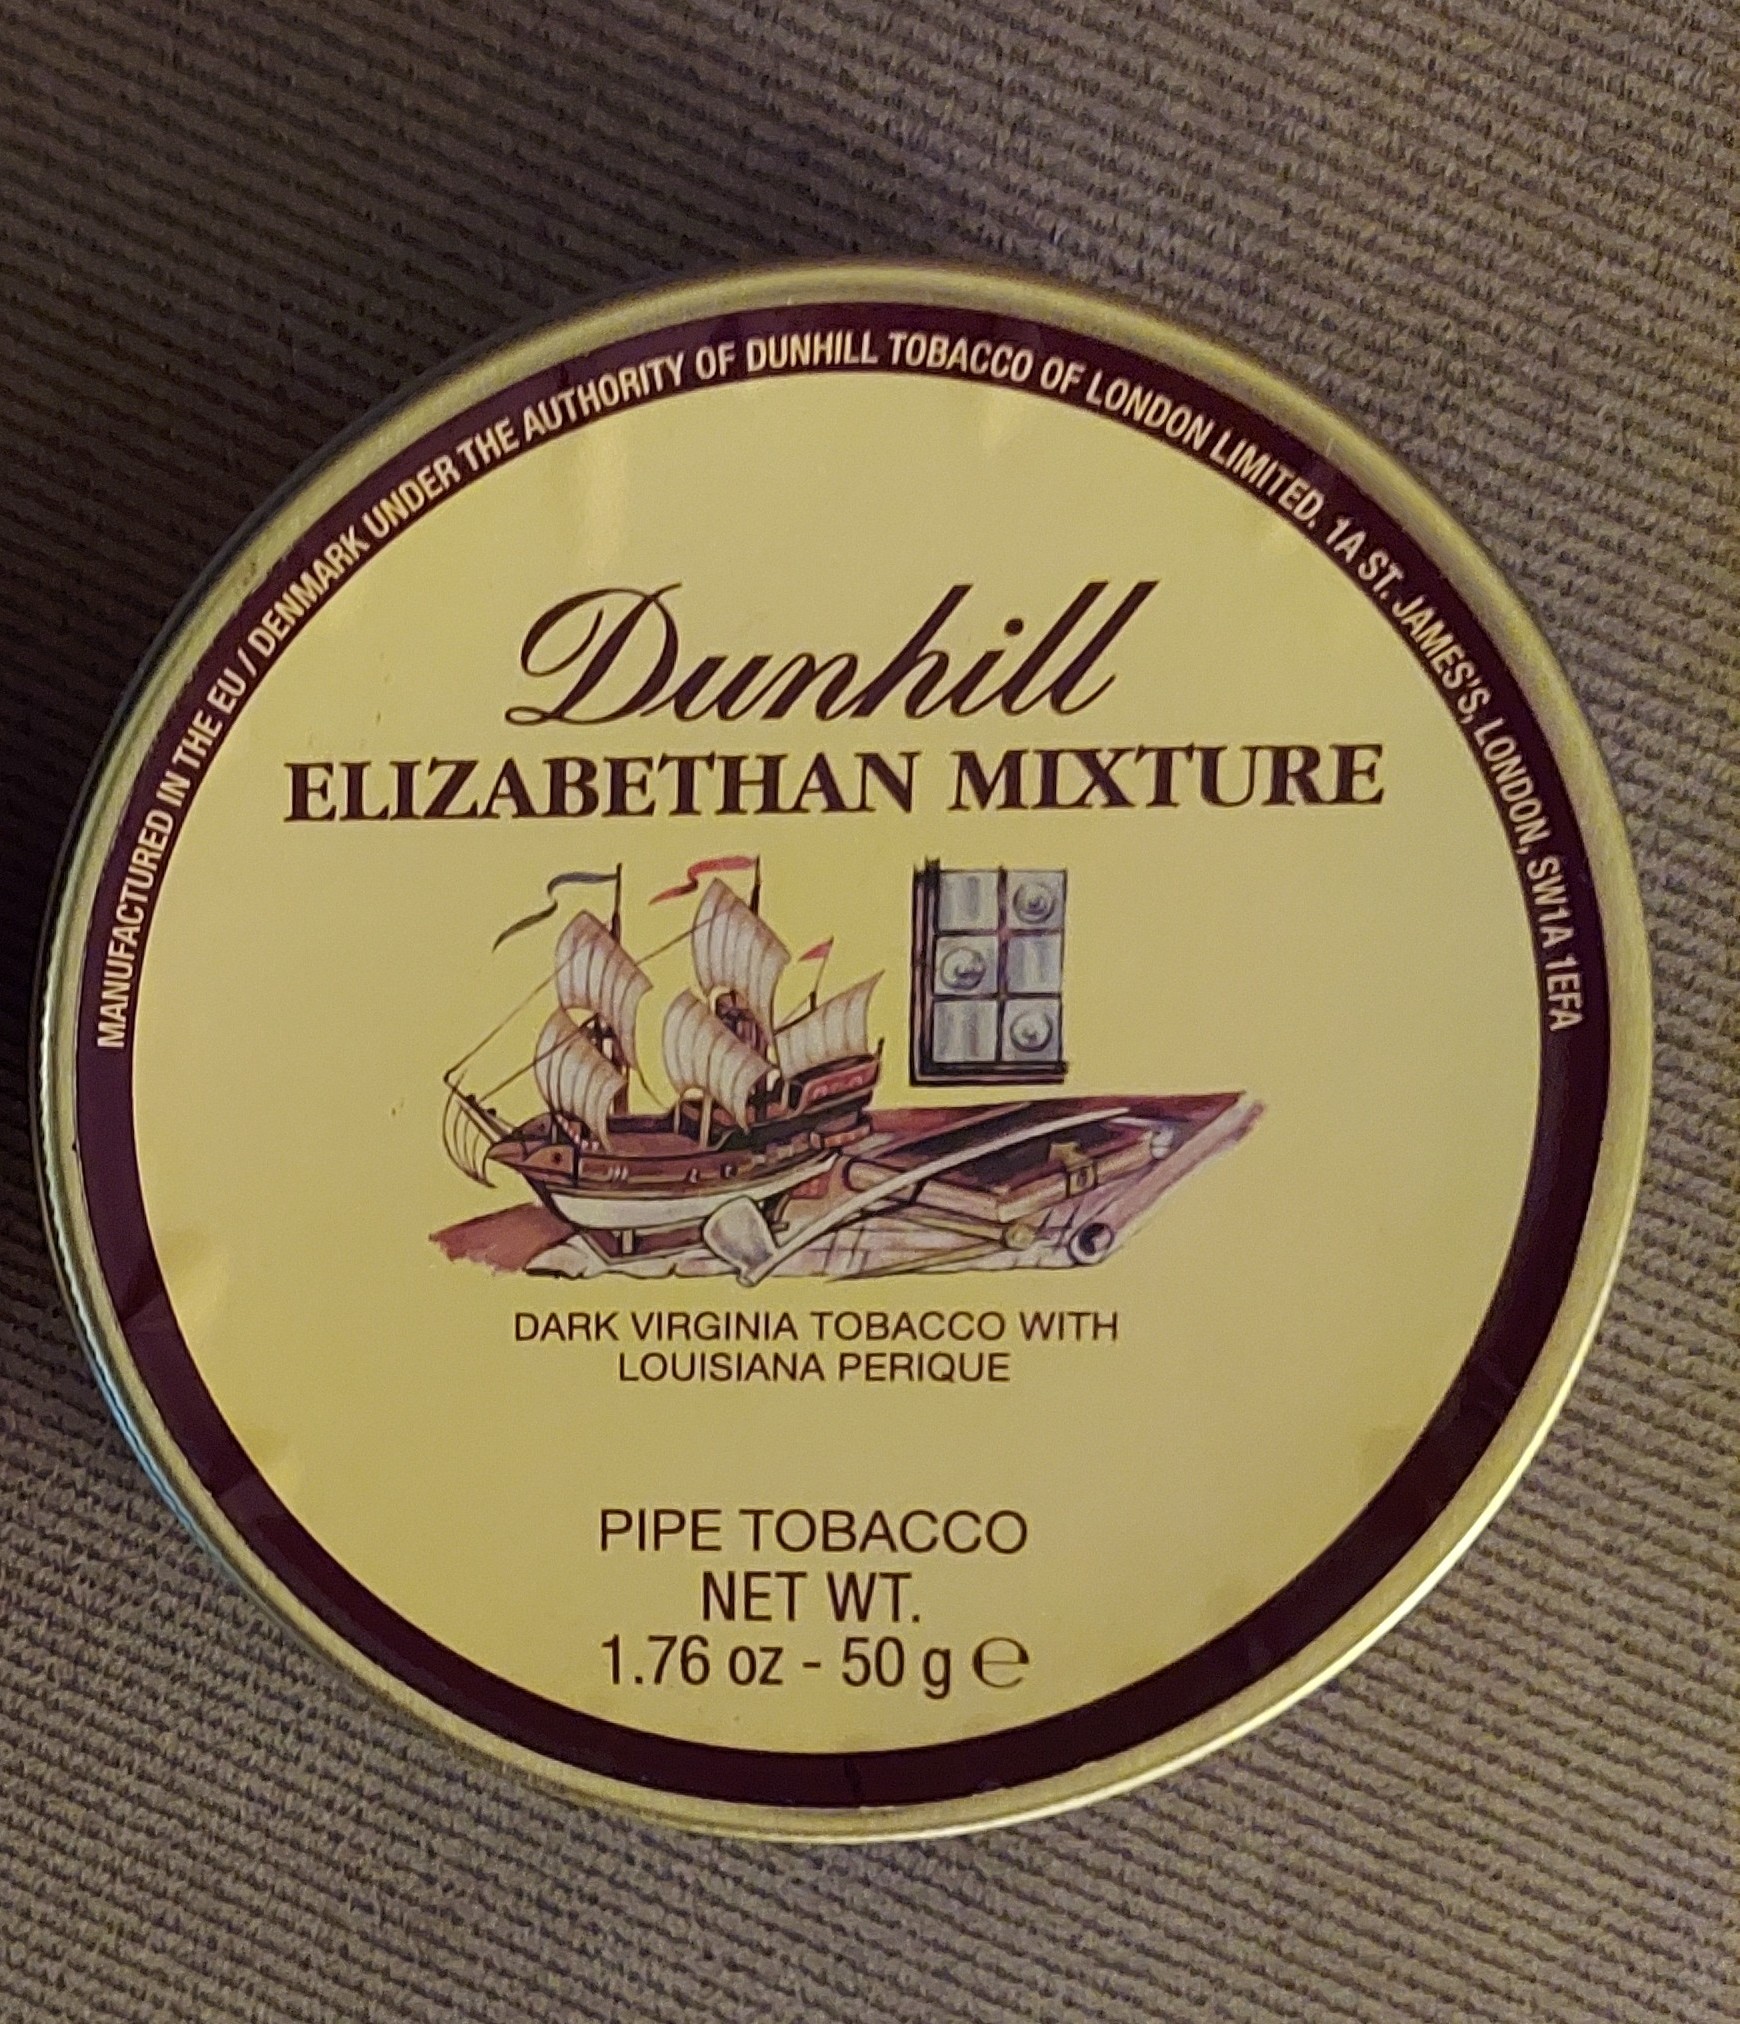 MANUFACTURED IN THE EU / DENMARK UNDER THE AUTHORITY OF DUNHILL TOBACCO OF LONDON LIMITED. 1A ST. JAMES'S, LONDON, SW1A 1EFA
Dunhill
ELIZABETHAN MIXTURE
DARK VIRGINIA TOBACCO WITH
LOUISIANA PERIQUE
PIPE TOBACCO
NET WT.
1.76 oz - 50 g ℮